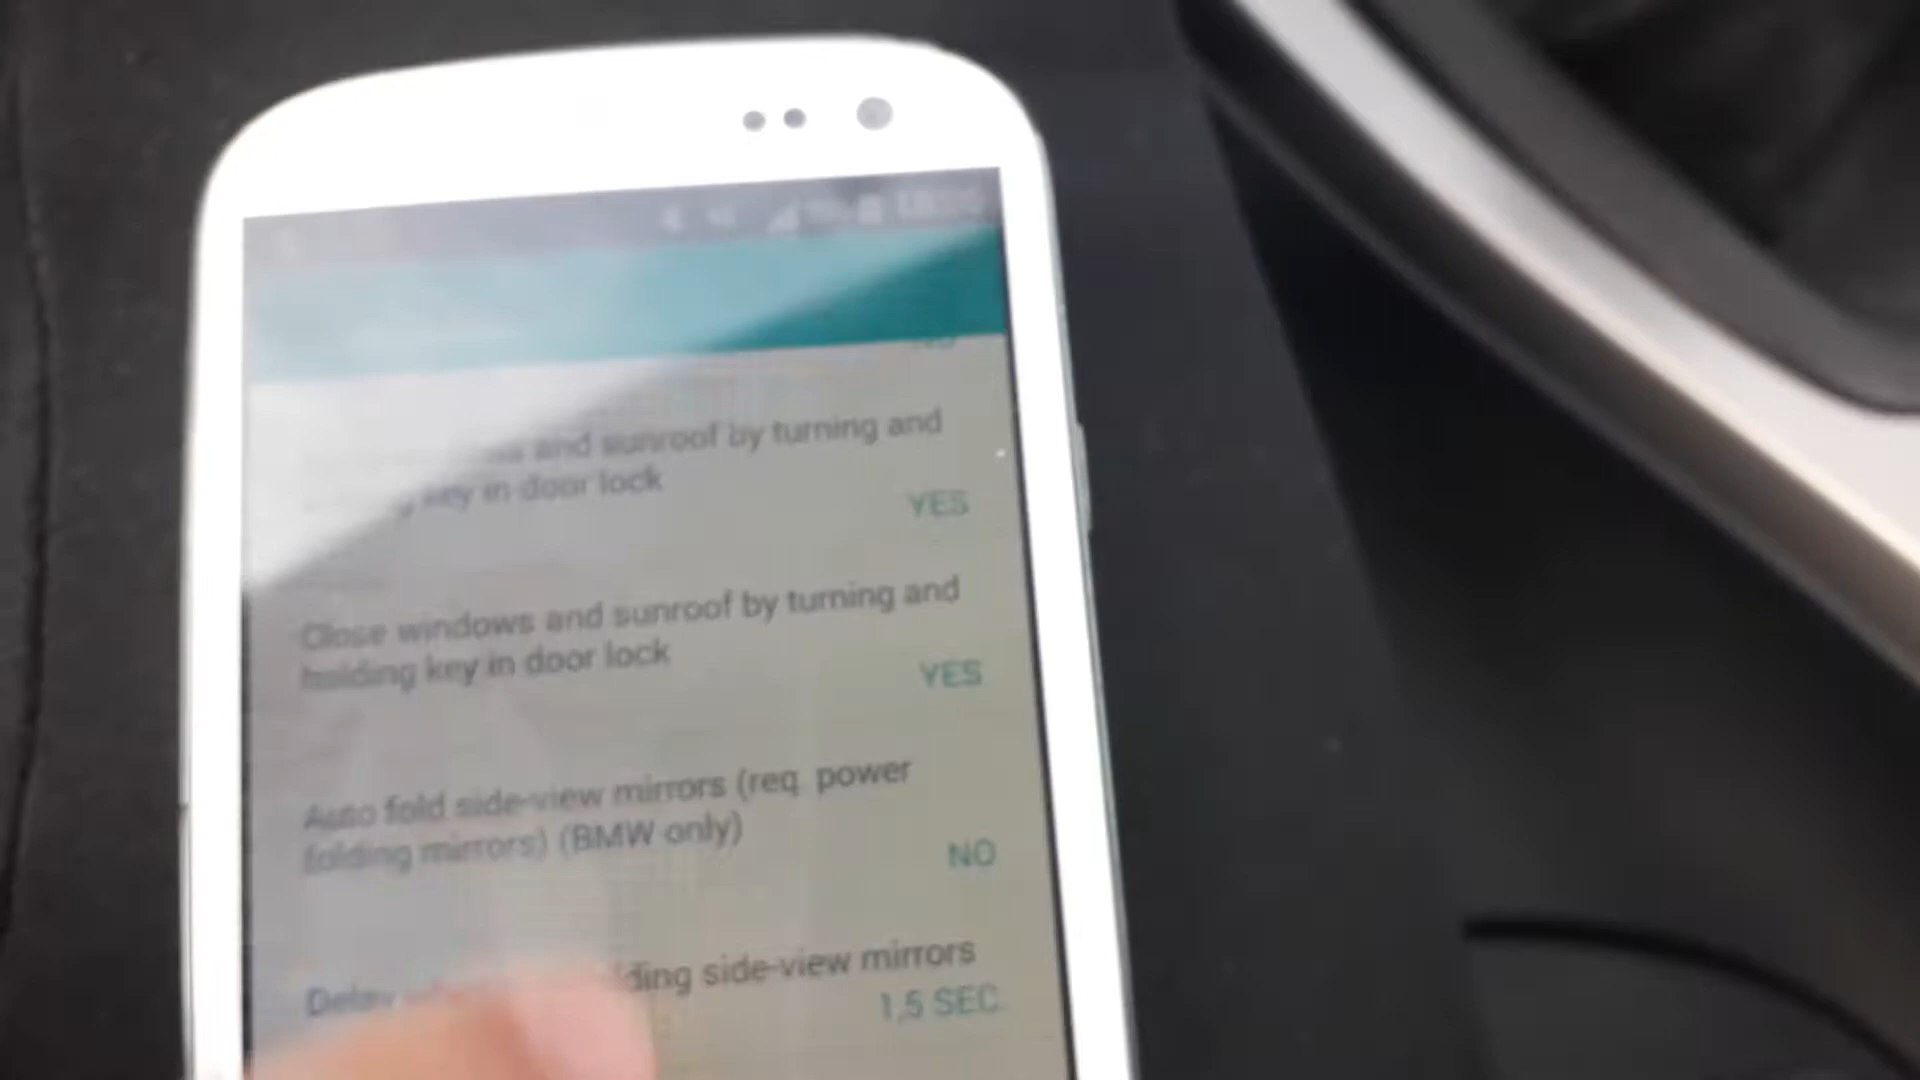 and sunroof by turning and
key in door lock
YES
Close windows and sunroof by turning and
holding key in door lock
YES
Auto fold side-view mirrors (req. power
folding mirrors) (BMW only)
NO
Delay side-view mirrors
1,5 SEC.